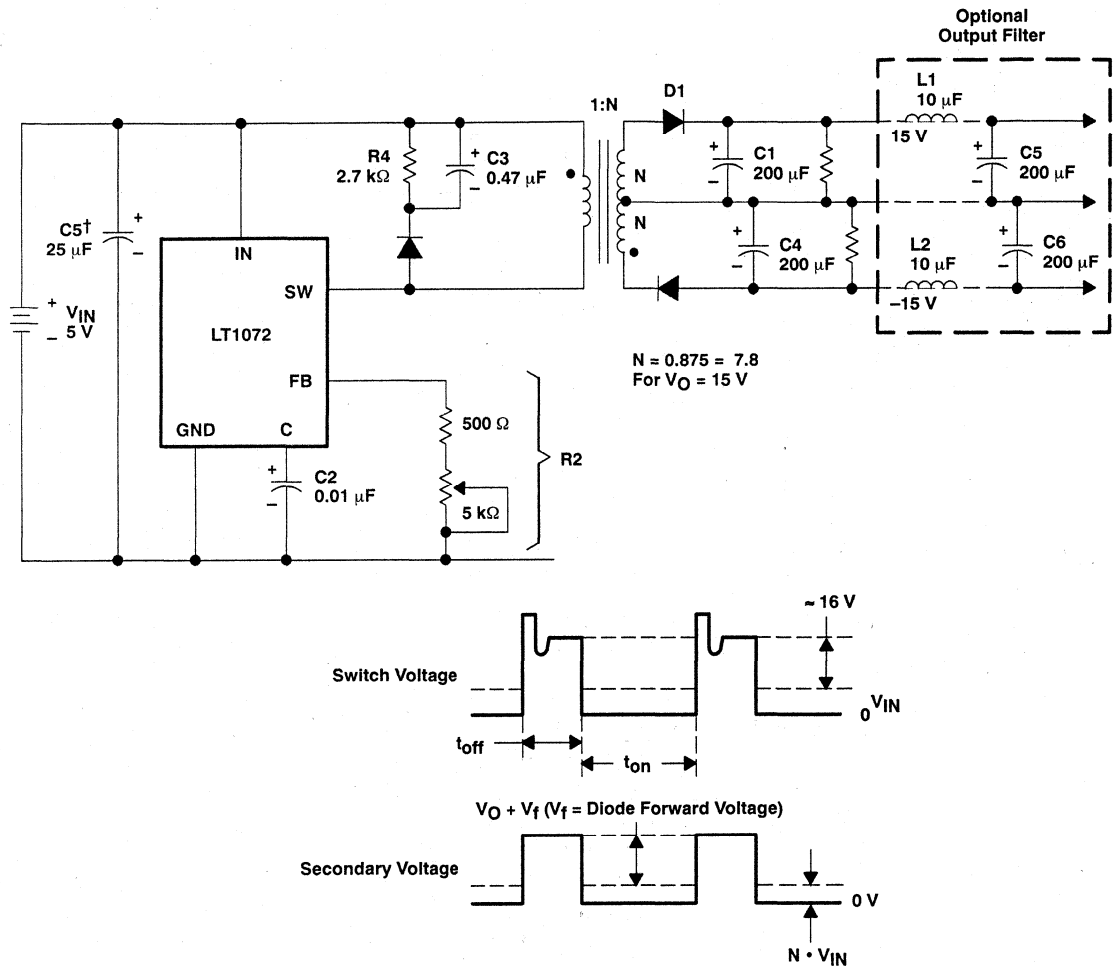 Optional
Output Filter
L1
10 µF
D1
1:N
15 V
R4
2.7 kΩ
+
C3
0.47 µF
–
+
C1
200 µF
–
+
C5
200 µF
–
N
N
C5†
25 µF
+
–
IN
SW
LT1072
FB
GND
C
+
VIN
5 V
–
+
C4
200 µF
–
L2
10 µF
–15 V
+
C6
200 µF
–
N = 0.875 = 7.8
For VO = 15 V
+
C2
0.01 µF
–
500 Ω
5 kΩ
R2
≈ 16 V
Switch Voltage
0
VIN
toff
ton
VO + Vf (Vf = Diode Forward Voltage)
Secondary Voltage
0 V
N • VIN